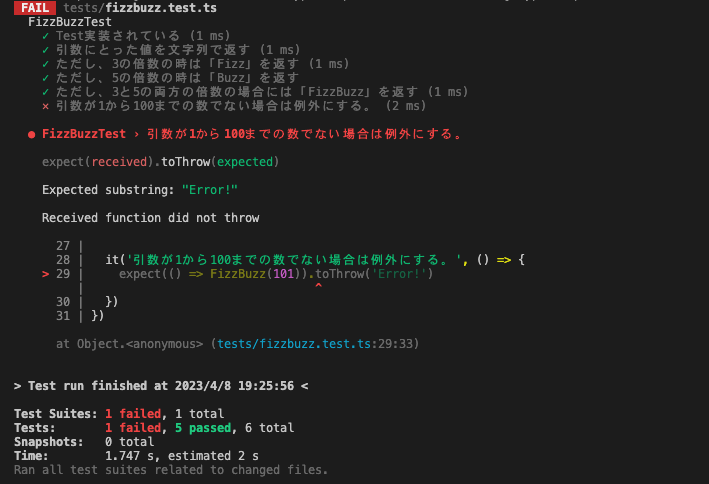 FAIL tests/fizzbuzz.test.ts
FizzBuzzTest
✓ Test実装されている (1 ms)
✓ 引数にとった値を文字列で返す (1 ms)
✓ ただし、3の倍数の時は「Fizz」を返す (1 ms)
✓ ただし、5の倍数の時は「Buzz」を返す
✓ ただし、3と5の両方の倍数の場合には「FizzBuzz」を返す (1 ms)
✕ 引数が1から100までの数でない場合は例外にする。 (2 ms)
● FizzBuzzTest › 引数が1から100までの数でない場合は例外にする。
expect(received).toThrow(expected)
Expected substring: "Error!"
Received function did not throw
27 |
28 | it('引数が1から100までの数でない場合は例外にする。', () => {
> 29 | expect(() => FizzBuzz(101)).toThrow('Error!')
| ^
30 | })
31 | })
at Object.<anonymous> (tests/fizzbuzz.test.ts:29:33)
> Test run finished at 2023/4/8 19:25:56 <
Test Suites: 1 failed, 1 total
Tests: 1 failed, 5 passed, 6 total
Snapshots: 0 total
Time: 1.747 s, estimated 2 s
Ran all test suites related to changed files.